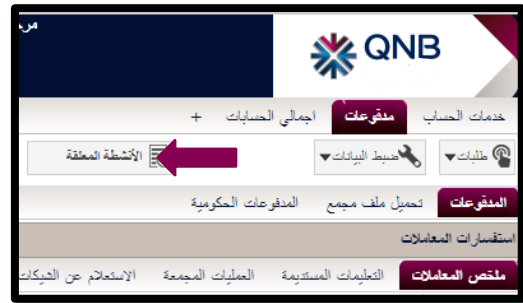 مر
QNB
خدمات الحساب مدفوعات اجمالي الحسابات +
طلبات▼ ضبط البيانات▼ الأنشطة المعلقة
المدفوعات تحميل ملف مجمع المدفوعات الحكومية
استفسارات المعاملات
ملخص المعاملات التعليمات المستديمة العمليات المجمعة الاستعلام عن الشيكات